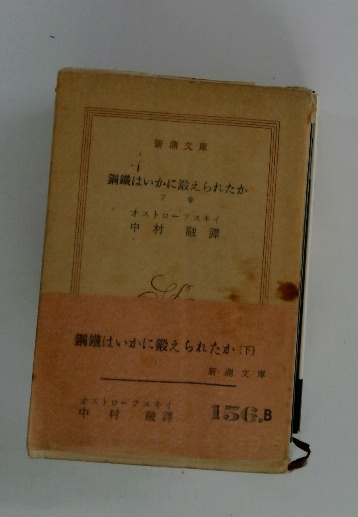 新潮文庫
鋼鐵はいかに鍛えられたか
下巻
オストローフスキイ
中村融譯
鋼鐵はいかに鍛えられたか(下)
新潮文庫
オストローフスキイ
中村融譯
156.B